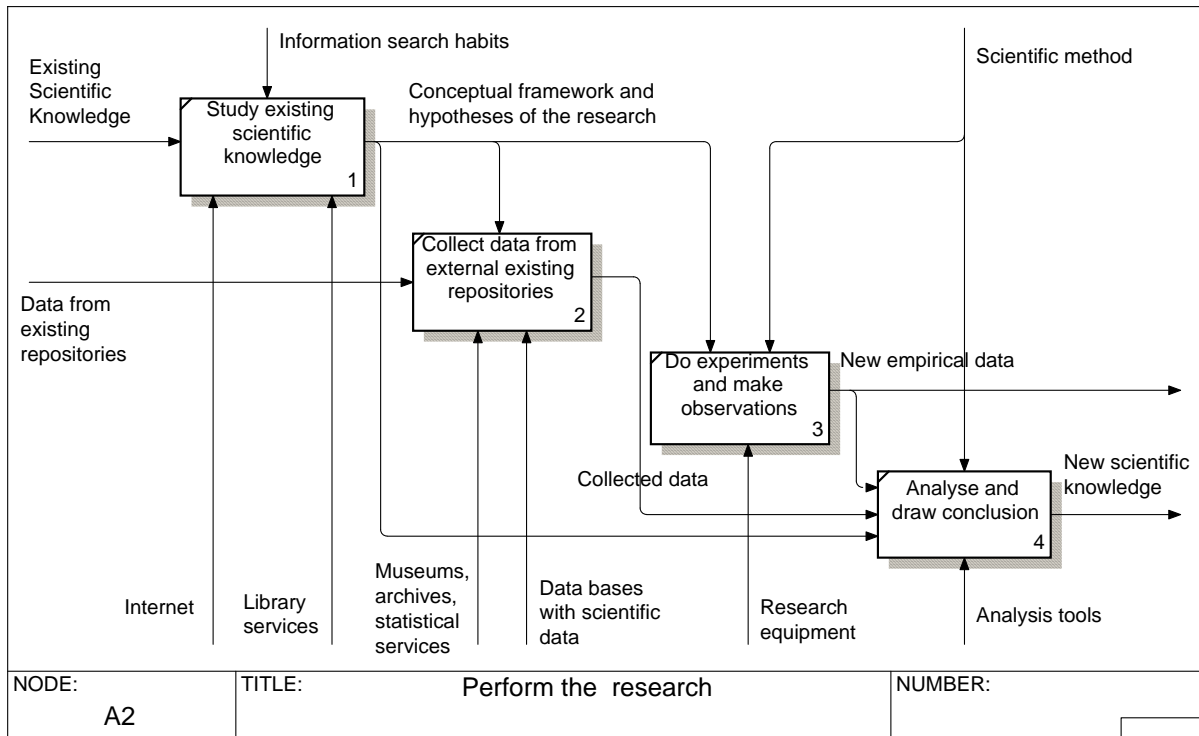 Information search habits
Existing
Scientific
Knowledge
Scientific method
Conceptual framework and
hypotheses of the research
Study existing
scientific
knowledge
1
Collect data from
external existing
repositories
2
Data from
existing
repositories
Do experiments
and make
observations
3
New empirical data
Collected data
Analyse and
draw conclusion
4
New scientific
knowledge
Internet
Library
services
Museums,
archives,
statistical
services
Data bases
with scientific
data
Research
equipment
Analysis tools
NODE:
A2
TITLE:
Perform the research
NUMBER: